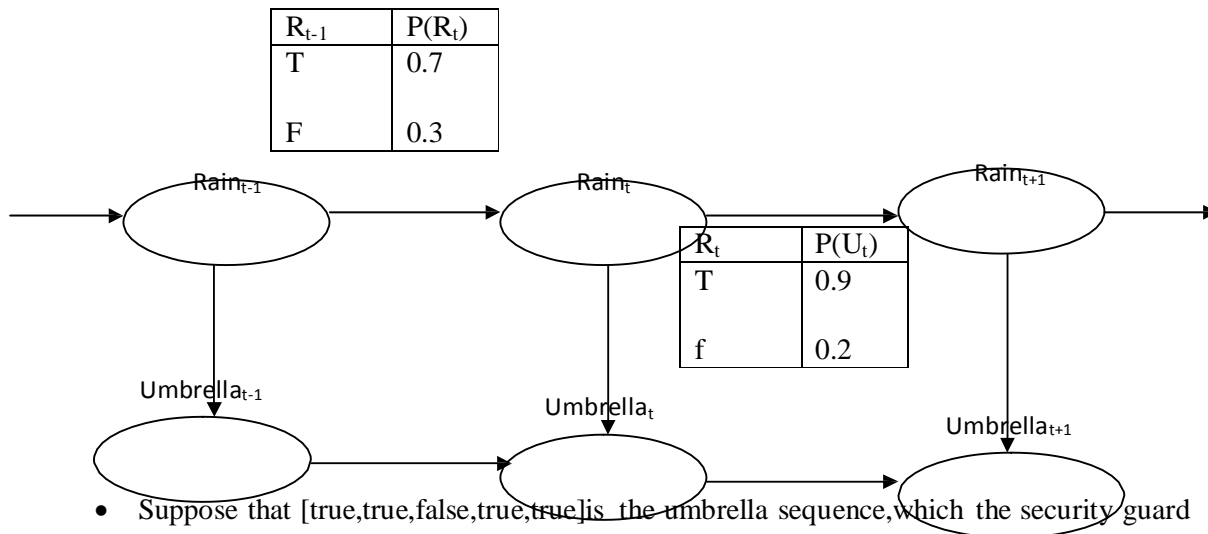 R_{t-1} P(R_t)
T 0.7
F 0.3
Rain_{t-1} Rain_t Rain_{t+1}
R_t P(U_t)
T 0.9
f 0.2
Umbrella_{t-1} Umbrella_t Umbrella_{t+1}
• Suppose that [true,true,false,true,true]is the umbrella sequence,which the security guard